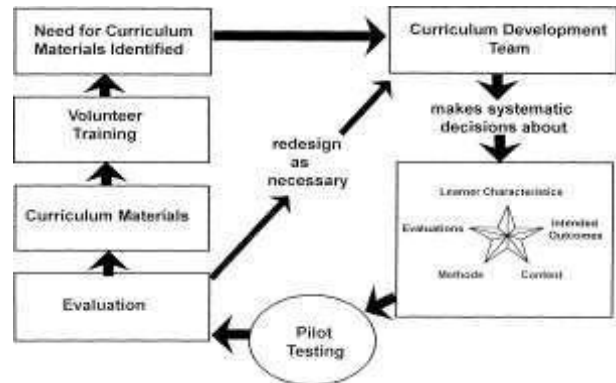 Need for Curriculum
Materials Identified
Curriculum Development
Team
Volunteer
Training
makes systematic
decisions about
redesign
as
necessary
Learner Characteristics
Curriculum Materials
Evaluations
Intended
Outcomes
Methode
Content
Evaluation
Pilot
Testing